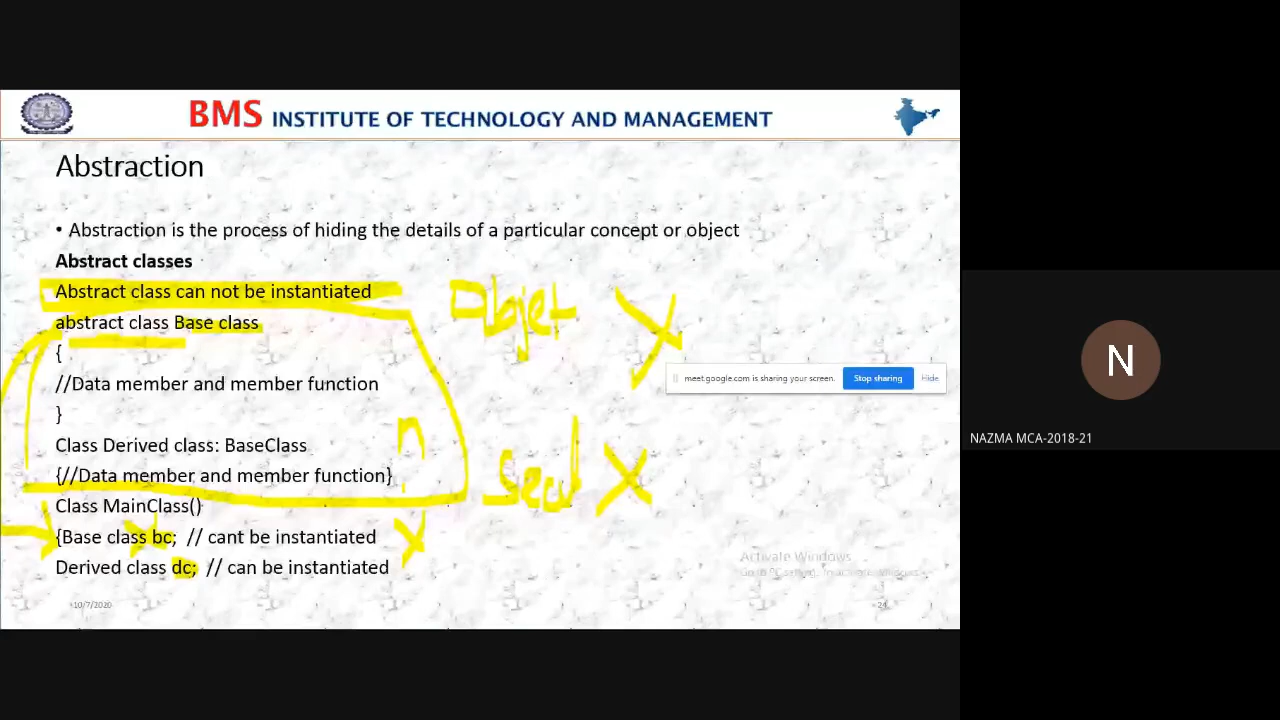 BMS INSTITUTE OF TECHNOLOGY AND MANAGEMENT
Abstraction
• Abstraction is the process of hiding the details of a particular concept or object
Abstract classes
Abstract class can not be instantiated
abstract class Base class
{
//Data member and member function
}
Class Derived class: BaseClass
{//Data member and member function}
Class MainClass()
{Base class bc; // cant be instantiated
Derived class dc; // can be instantiated
Objet X
X
meet.google.com is sharing your screen.
Stop sharing
Hide
Activate Windows
10/7/2020
24
N
NAZMA MCA-2018-21